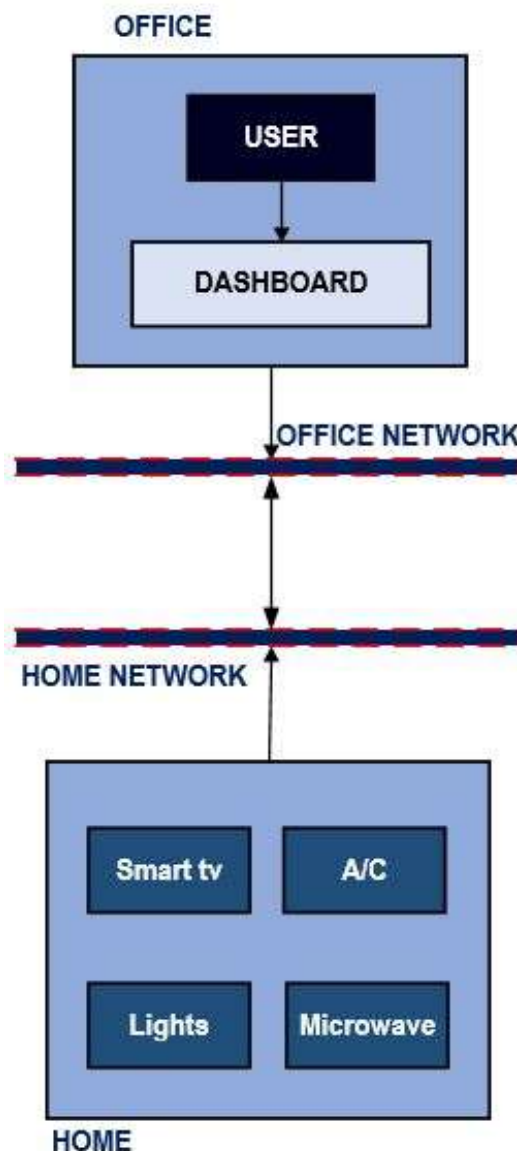 OFFICE
USER
DASHBOARD
OFFICE NETWORK
HOME NETWORK
Smart tv
A/C
Lights
Microwave
HOME